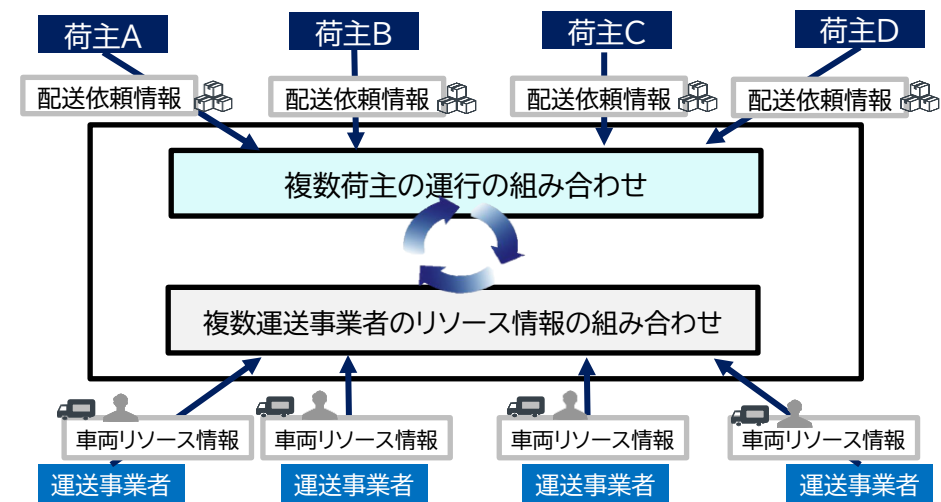 荷主A
荷主B
荷主C
荷主D
配送依頼情報
配送依頼情報
配送依頼情報
配送依頼情報
複数荷主の運行の組み合わせ
複数運送事業者のリソース情報の組み合わせ
車両リソース情報
車両リソース情報
車両リソース情報
車両リソース情報
運送事業者
運送事業者
運送事業者
運送事業者